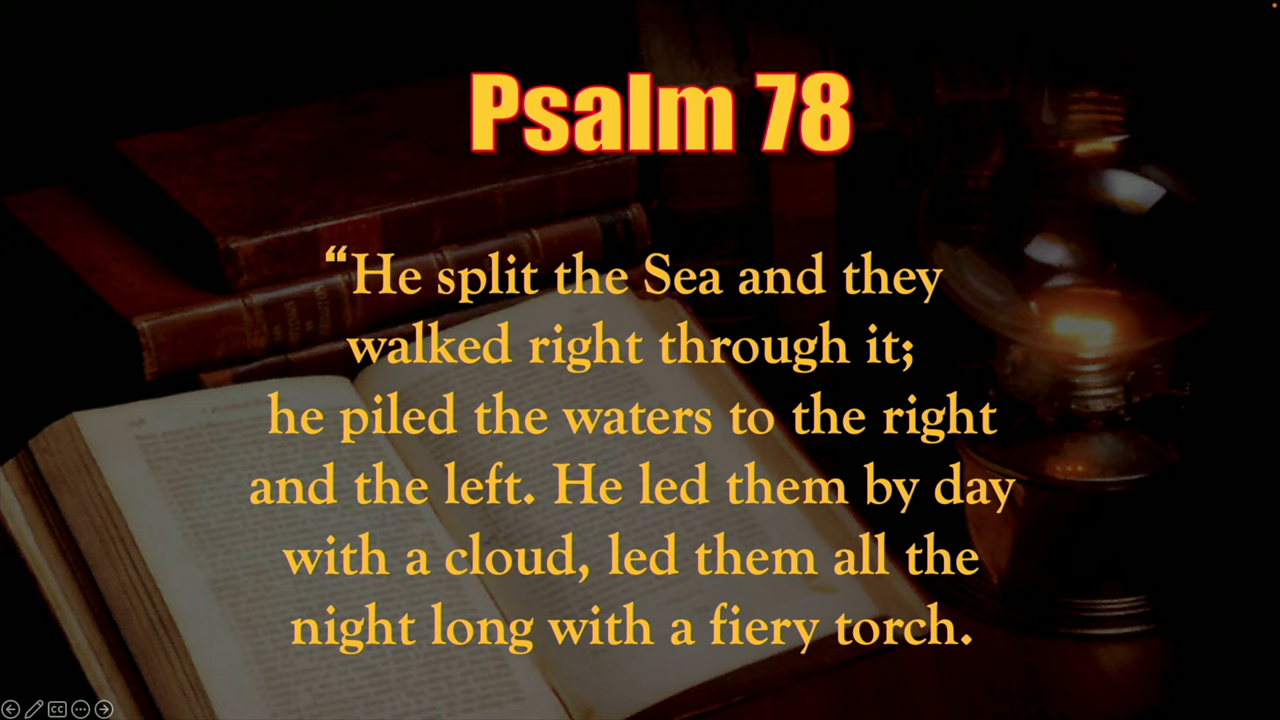 Psalm 78
“He split the Sea and they
walked right through it;
he piled the waters to the right
and the left. He led them by day
with a cloud, led them all the
night long with a fiery torch.